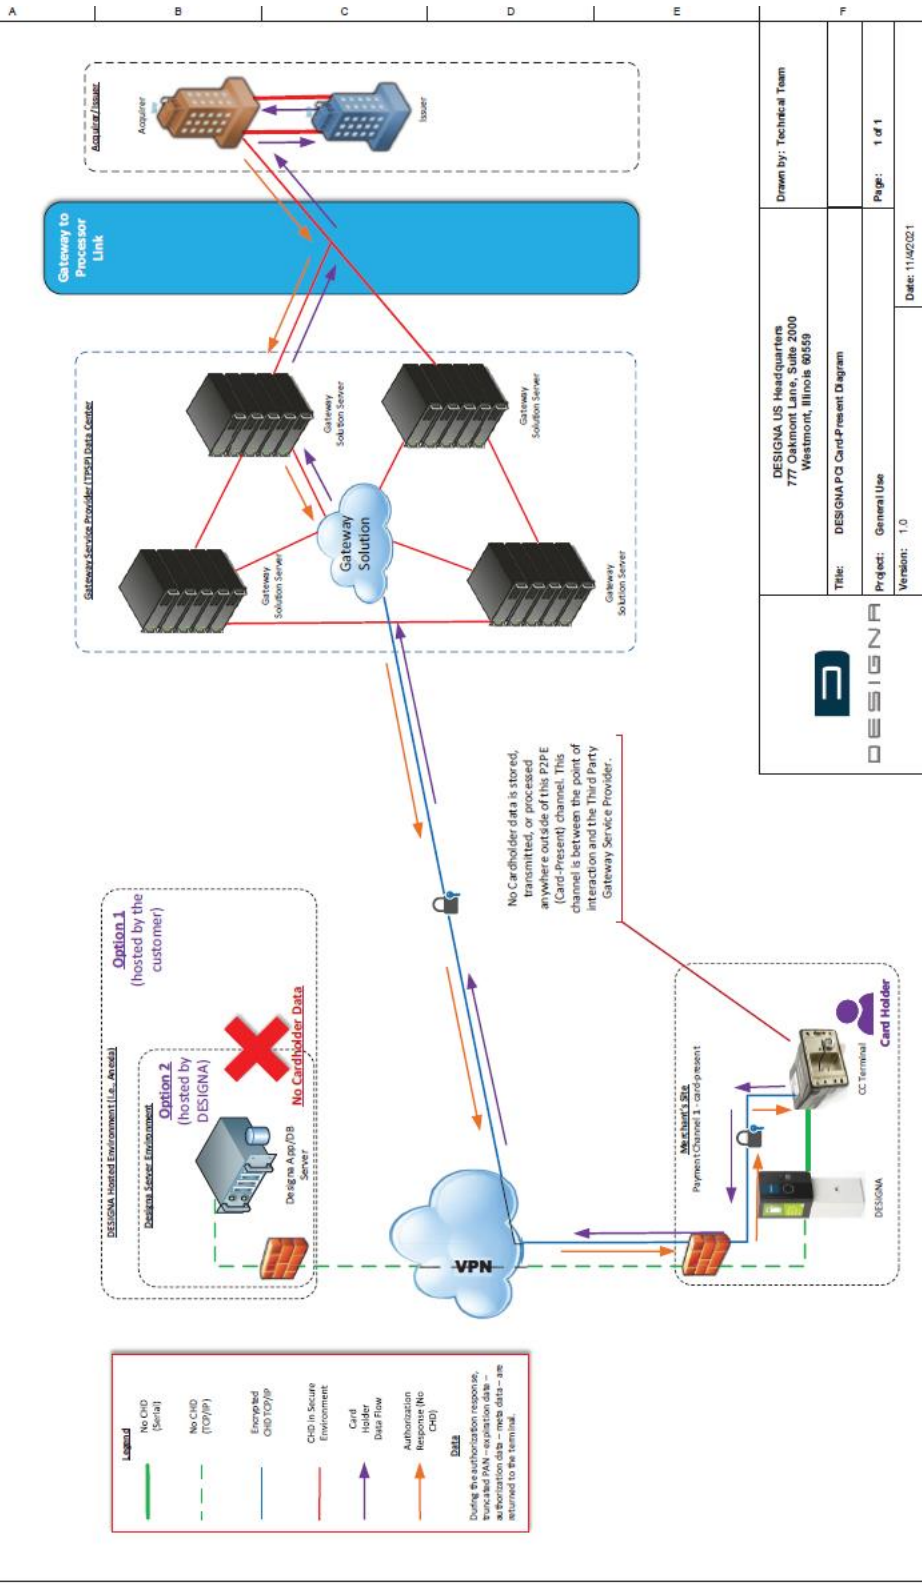 A
B
C
D
E
F
Acquirer/Issuer
Acquirer
Issuer
Gateway to
Processor
Link
Gateway Service Provider (TPSP) Data Center
Gateway
Solution Server
Gateway
Solution Server
Gateway
Solution
Gateway
Solution Server
Gateway
Solution Server
No Cardholder data is stored,
transmitted, or processed
anywhere outside of this P2PE
(Card-Present) channel. This
channel is between the point of
interaction and the Third Party
Gateway Service Provider.
DESIGNA Hosted Environment (i.e., Anexia)
Option 1
(hosted by the
customer)
Designa Server Environment
Option 2
(hosted by
DESIGNA)
No Cardholder Data
Designa App/DB
Server
VPN
Merchant's Site
Payment Channel 1 - card-present
CC Terminal
Card Holder
DESIGNA
Legend
No CHD
(Serial)
No CHD
(TCP/IP)
Encrypted
CHD TCP/IP
CHD in Secure
Environment
Card
Holder
Data Flow
Authorization
Response (No
CHD)
Data
During the authorization response,
truncated PAN – expiration date –
authorization data – meta data – are
returned to the terminal.
DESIGNA
DESIGNA US Headquarters
777 Oakmont Lane, Suite 2000
Westmont, Illinois 60559
Drawn by: Technical Team
Title: DESIGNA PCI Card-Present Diagram
Project: General Use
Page: 1 of 1
Version: 1.0
Date: 11/4/2021